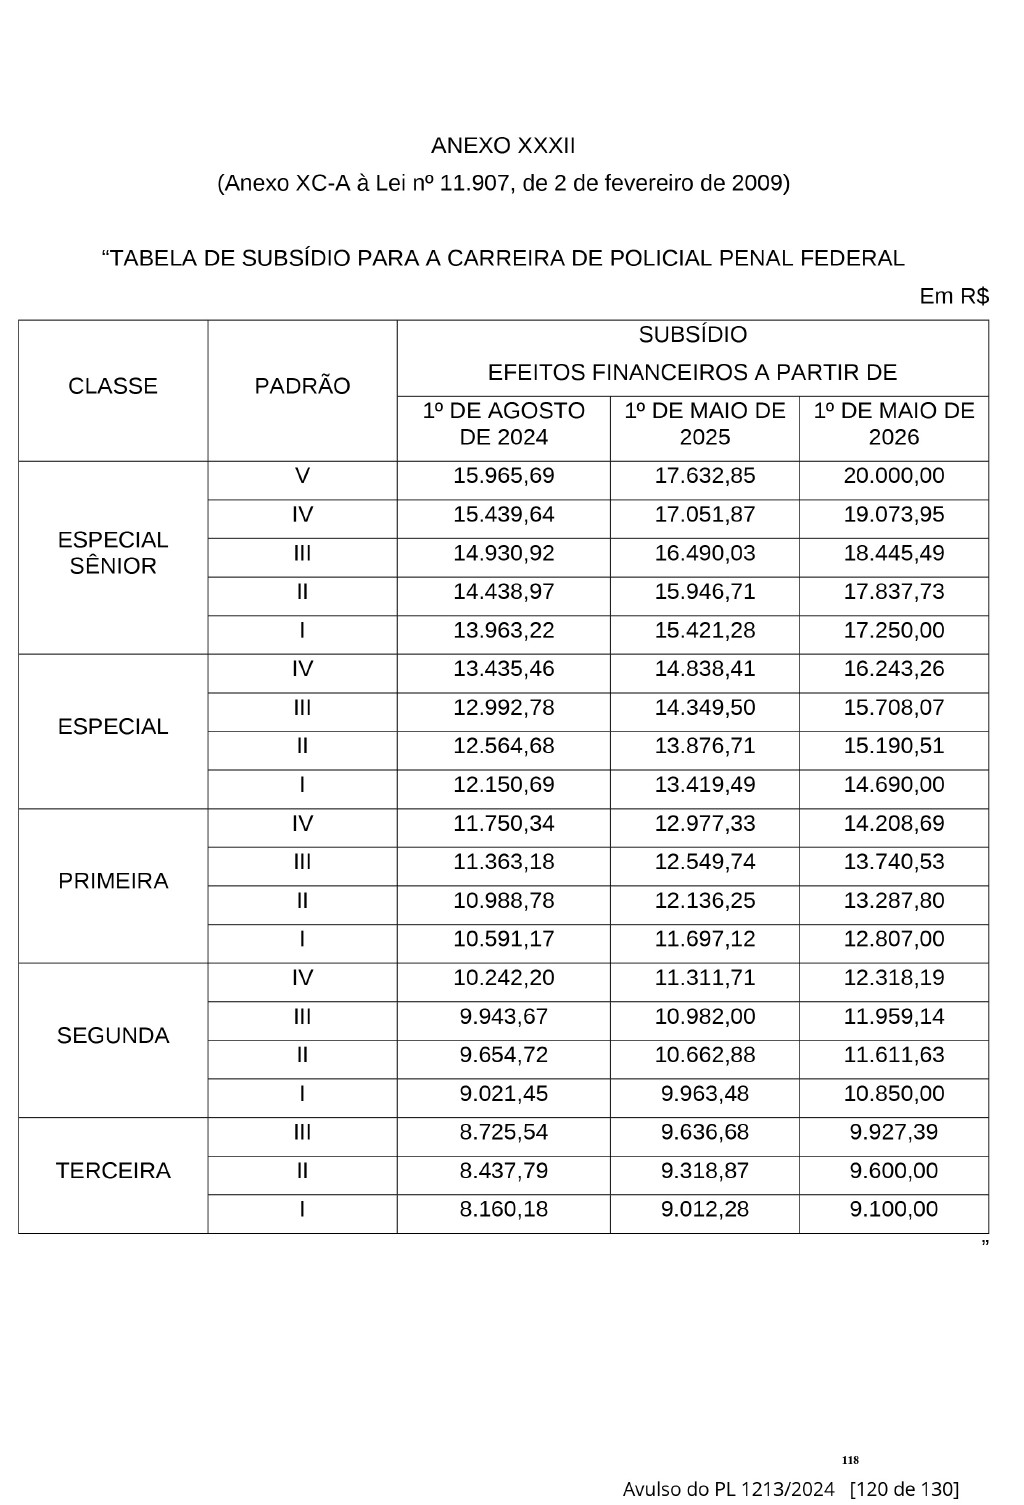 ANEXO XXXII
(Anexo XC-A à Lei nº 11.907, de 2 de fevereiro de 2009)
“TABELA DE SUBSÍDIO PARA A CARREIRA DE POLICIAL PENAL FEDERAL
Em R$
CLASSE PADRÃO SUBSÍDIO
EFEITOS FINANCEIROS A PARTIR DE
1º DE AGOSTO DE 2024 1º DE MAIO DE 2025 1º DE MAIO DE 2026
ESPECIAL SÊNIOR
V 15.965,69 17.632,85 20.000,00
IV 15.439,64 17.051,87 19.073,95
III 14.930,92 16.490,03 18.445,49
II 14.438,97 15.946,71 17.837,73
I 13.963,22 15.421,28 17.250,00
ESPECIAL
IV 13.435,46 14.838,41 16.243,26
III 12.992,78 14.349,50 15.708,07
II 12.564,68 13.876,71 15.190,51
I 12.150,69 13.419,49 14.690,00
PRIMEIRA
IV 11.750,34 12.977,33 14.208,69
III 11.363,18 12.549,74 13.740,53
II 10.988,78 12.136,25 13.287,80
I 10.591,17 11.697,12 12.807,00
SEGUNDA
IV 10.242,20 11.311,71 12.318,19
III 9.943,67 10.982,00 11.959,14
II 9.654,72 10.662,88 11.611,63
I 9.021,45 9.963,48 10.850,00
TERCEIRA
III 8.725,54 9.636,68 9.927,39
II 8.437,79 9.318,87 9.600,00
I 8.160,18 9.012,28 9.100,00
”
118
Avulso do PL 1213/2024 [120 de 130]